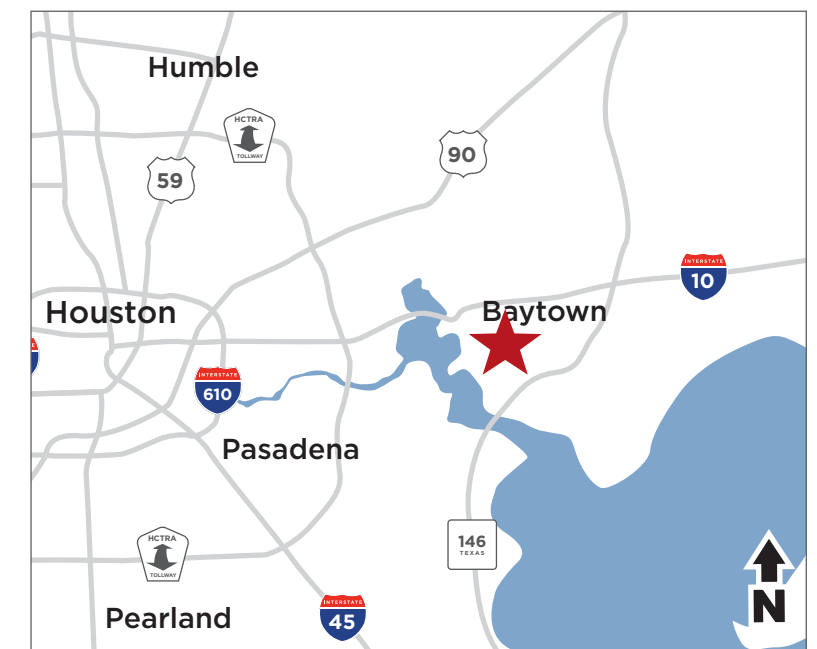 Humble
HCTRA
TOLLWAY
90
59
INTERSTATE
10
Baytown
Houston
INTERSTATE
610
Pasadena
146
TEXAS
HCTRA
TOLLWAY
N
INTERSTATE
45
Pearland